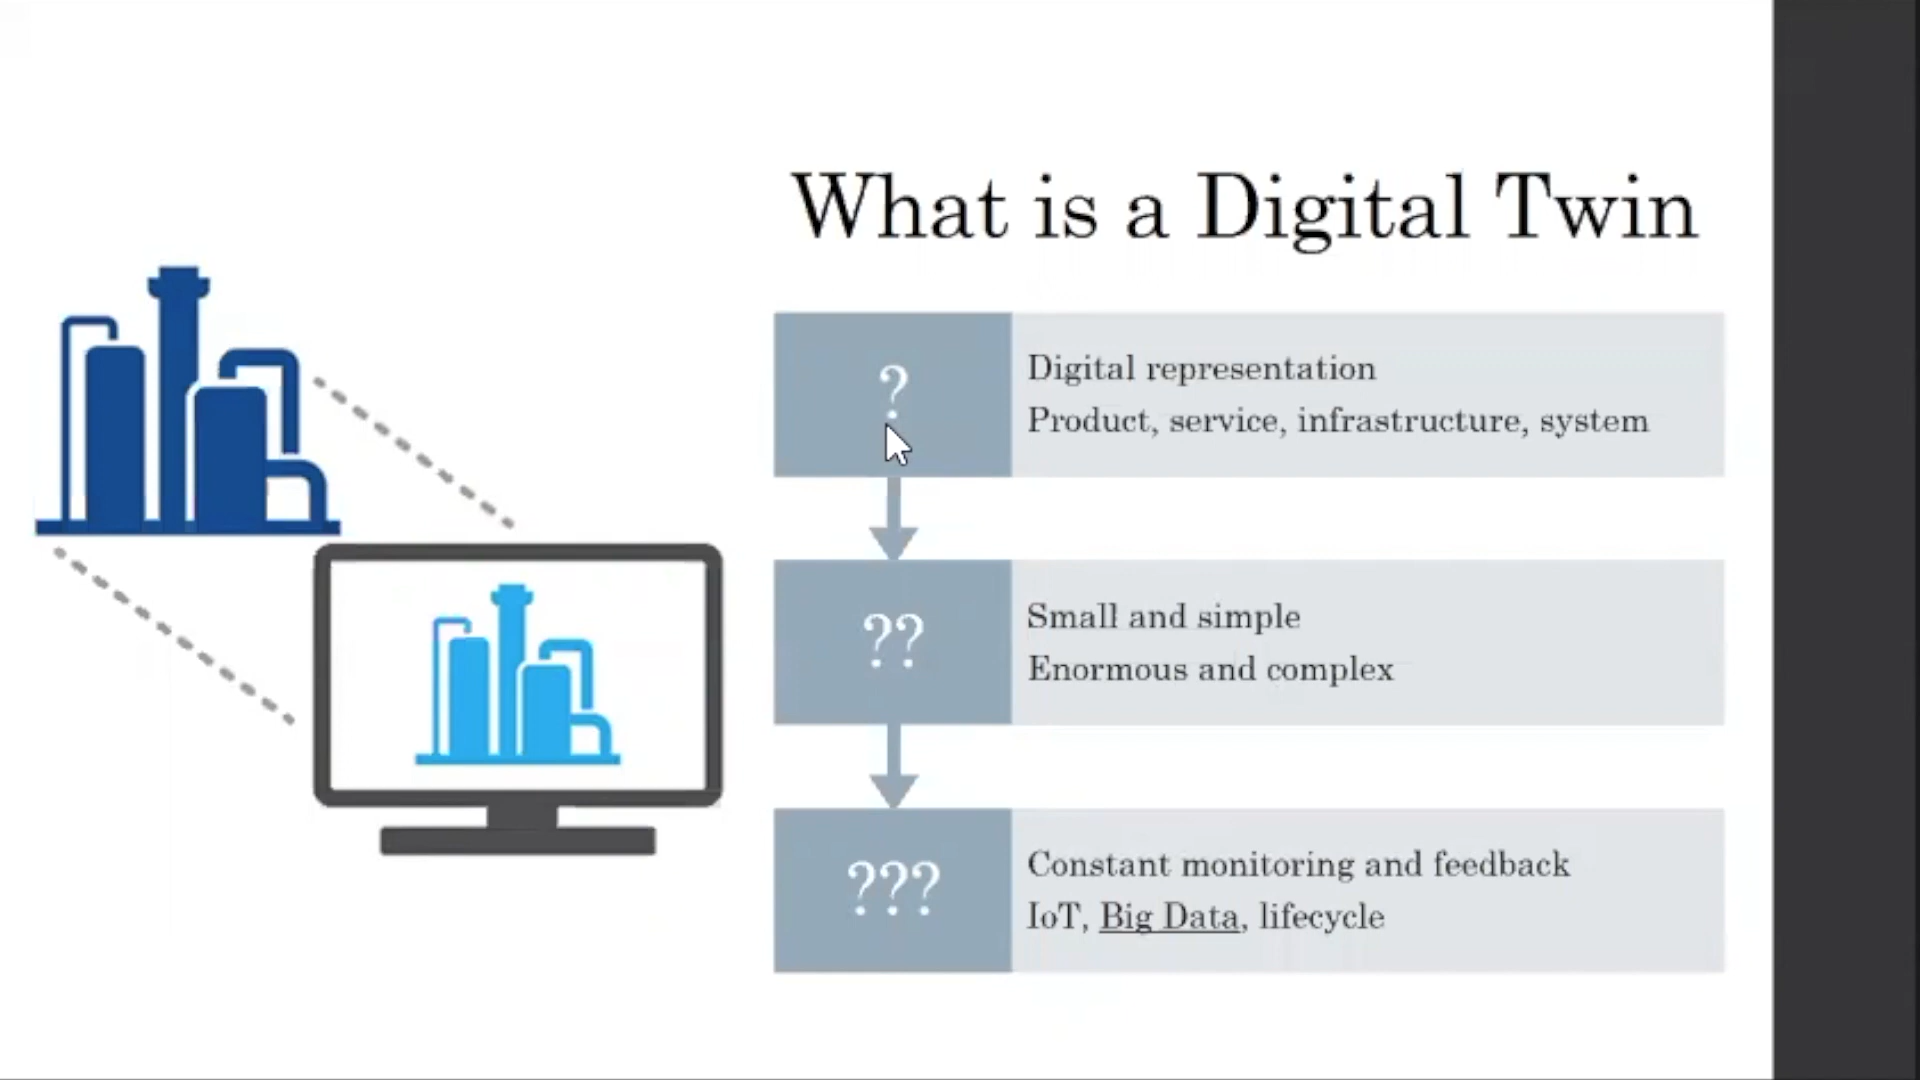 What is a Digital Twin
?
Digital representation
Product, service, infrastructure, system
??
Small and simple
Enormous and complex
???
Constant monitoring and feedback
IoT, Big Data, lifecycle